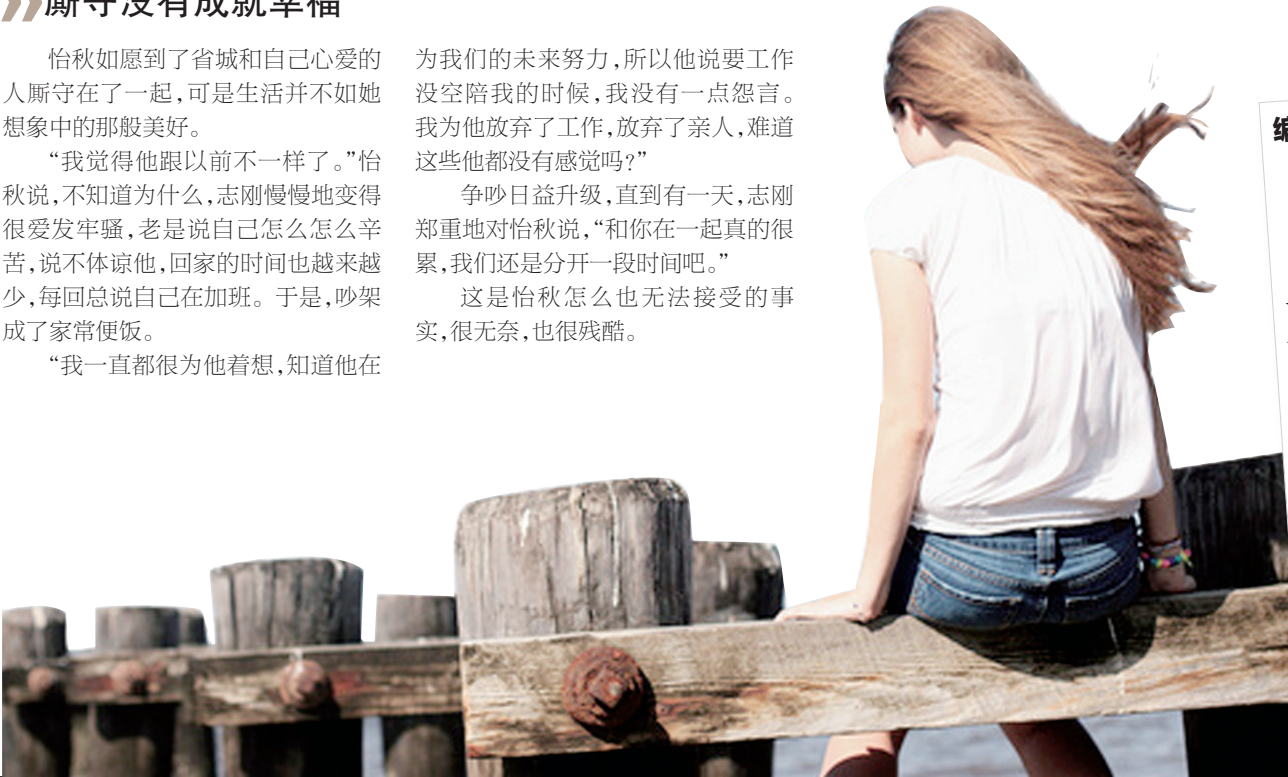 厮守没有成就幸福
怡秋如愿到了省城和自己心爱的
人厮守在了一起,可是生活并不如她
想象中的那般美好。
“我觉得他跟以前不一样了。”怡
秋说,不知道为什么,志刚慢慢地变得
很爱发牢骚,老是说自己怎么怎么辛
苦,说不体谅他,回家的时间也越来越
少,每回总说自己在加班。于是,吵架
成了家常便饭。
“我一直都很为他着想,知道他在
为我们的未来努力,所以他说要工作
没空陪我的时候,我没有一点怨言。
我为他放弃了工作,放弃了亲人,难道
这些他都没有感觉吗?”
争吵日益升级,直到有一天,志刚
郑重地对怡秋说,“和你在一起真的很
累,我们还是分开一段时间吧。”
这是怡秋怎么也无法接受的事
实,很无奈,也很残酷。